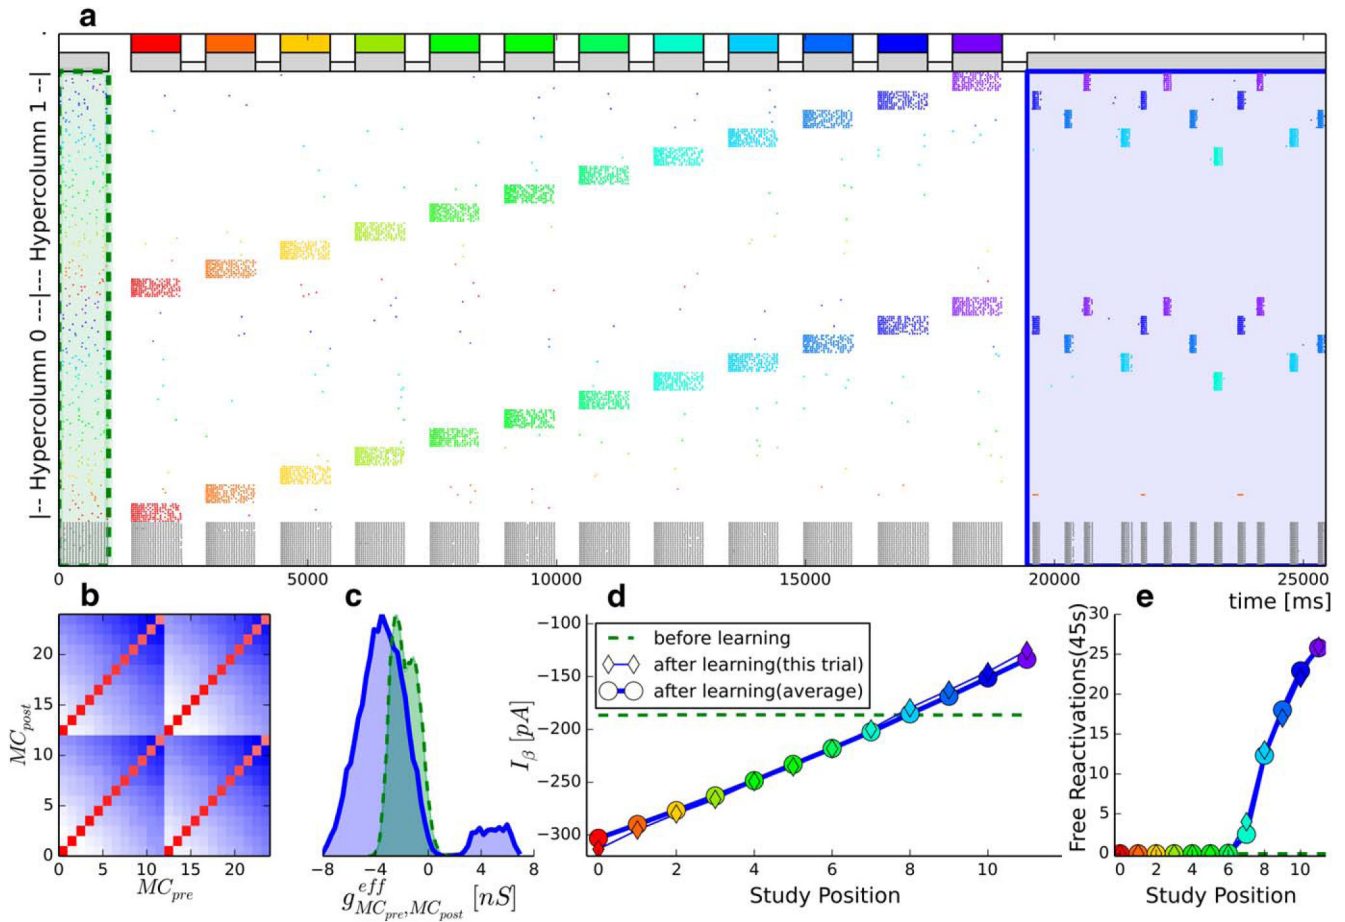 a
|-- Hypercolumn 0 ---|--- Hypercolumn 1 --|
0
5000
10000
15000
20000
25000
time [ms]
b
MC_post
20
15
10
5
0
0
5
10
15
20
MC_pre
c
−8
−4
0
4
8
g^eff_MC_pre,MC_post [nS]
d
before learning
after learning(this trial)
after learning(average)
I_β [pA]
−100
−150
−200
−250
−300
0
2
4
6
8
10
Study Position
e
Free Reactivations(45s)
30
25
20
15
10
5
0
0
2
4
6
8
10
Study Position